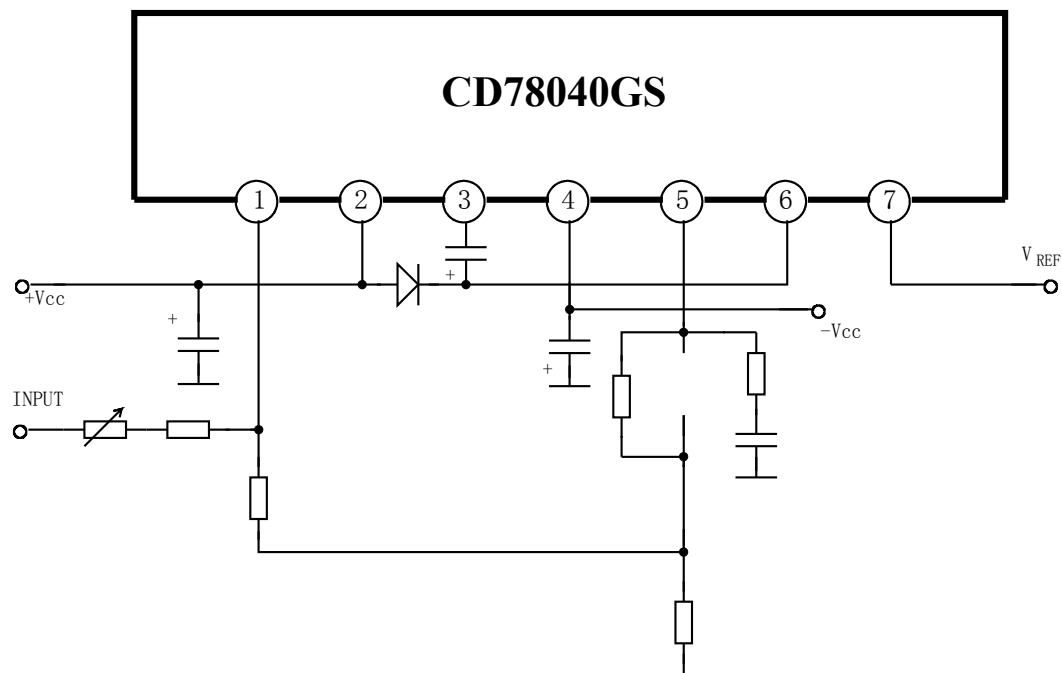 CD78040GS
1 2 3 4 5 6 7
V REF
+Vcc
+
+
-Vcc
+
INPUT